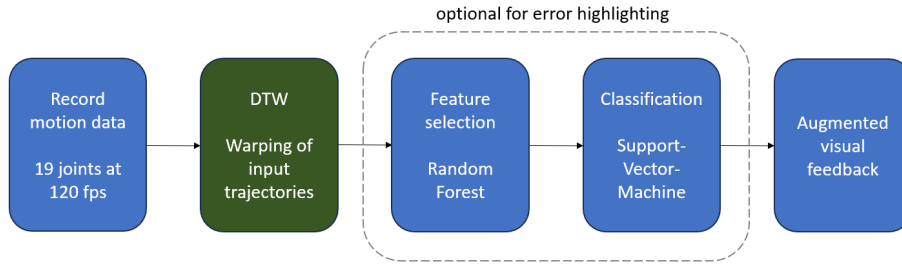 optional for error highlighting
Record
motion data
19 joints at
120 fps
DTW
Warping of
input
trajectories
Feature
selection
Random
Forest
Classification
Support-
Vector-
Machine
Augmented
visual
feedback